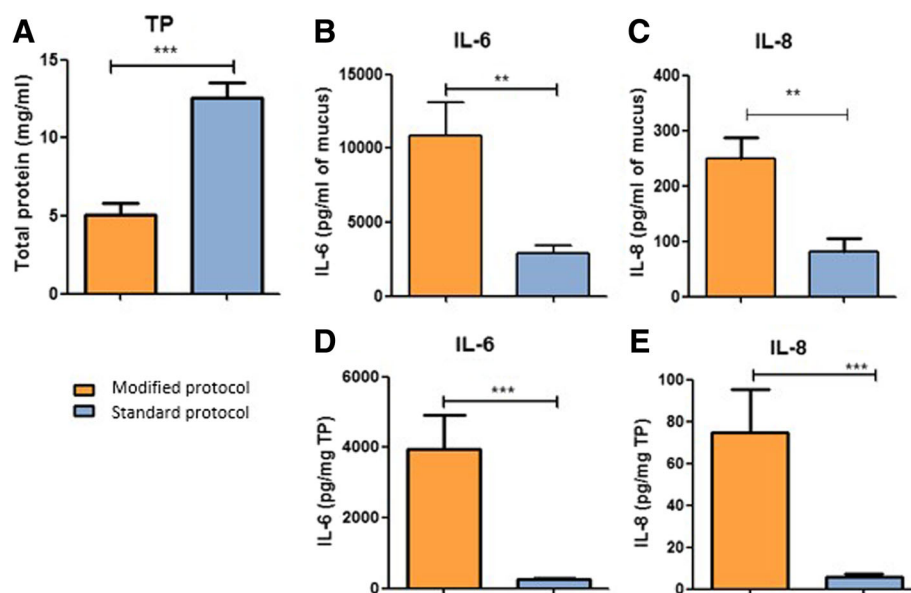 A
TP
***
Total protein (mg/ml)
15
10
5
0
B
IL-6
**
IL-6 (pg/ml of mucus)
15000
10000
5000
0
C
IL-8
**
IL-8 (pg/ml of mucus)
400
300
200
100
0
Modified protocol
Standard protocol
D
IL-6
***
IL-6 (pg/mg TP)
6000
4000
2000
0
E
IL-8
***
IL-8 (pg/mg TP)
100
80
60
40
20
0